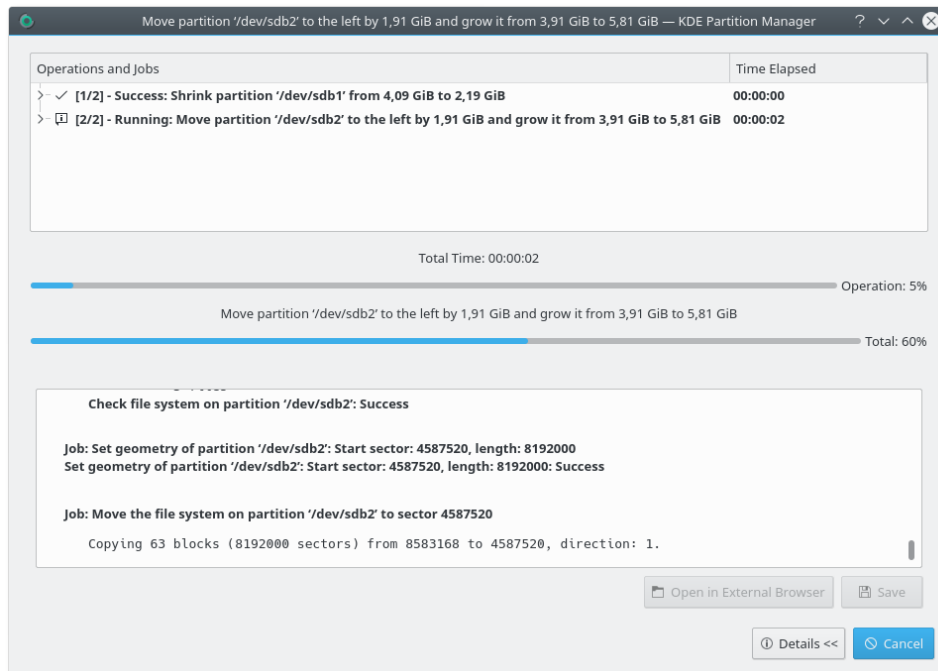 Move partition ‘/dev/sdb2’ to the left by 1,91 GiB and grow it from 3,91 GiB to 5,81 GiB — KDE Partition Manager
Operations and Jobs Time Elapsed
[1/2] - Success: Shrink partition ‘/dev/sdb1’ from 4,09 GiB to 2,19 GiB 00:00:00
[2/2] - Running: Move partition ‘/dev/sdb2’ to the left by 1,91 GiB and grow it from 3,91 GiB to 5,81 GiB 00:00:02
Total Time: 00:00:02
Operation: 5%
Move partition ‘/dev/sdb2’ to the left by 1,91 GiB and grow it from 3,91 GiB to 5,81 GiB
Total: 60%
Check file system on partition ‘/dev/sdb2’: Success
Job: Set geometry of partition ‘/dev/sdb2’: Start sector: 4587520, length: 8192000
Set geometry of partition ‘/dev/sdb2’: Start sector: 4587520, length: 8192000: Success
Job: Move the file system on partition ‘/dev/sdb2’ to sector 4587520
Copying 63 blocks (8192000 sectors) from 8583168 to 4587520, direction: 1.
Open in External Browser Save
Details << Cancel